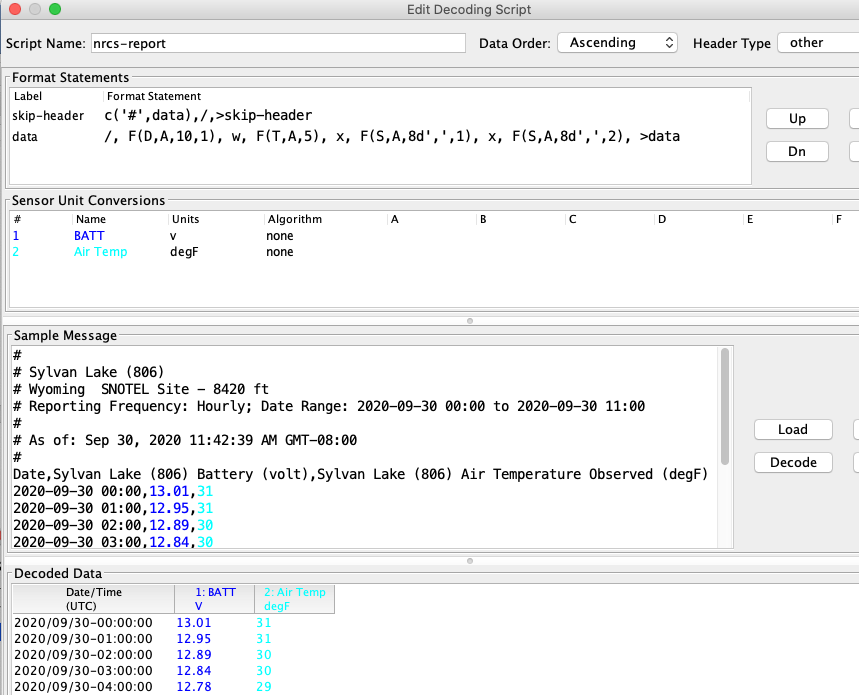 Edit Decoding Script
Script Name: nrcs-report Data Order: Ascending Header Type other
Format Statements
Label Format Statement
skip-header c('#',data),/,>skip-header
data /, F(D,A,10,1), w, F(T,A,5), x, F(S,A,8d',',1), x, F(S,A,8d',',2), >data
Up
Dn
Sensor Unit Conversions
# Name Units Algorithm A B C D E F
1 BATT v none
2 Air Temp degF none
Sample Message
#
# Sylvan Lake (806)
# Wyoming  SNOTEL Site - 8420 ft
# Reporting Frequency: Hourly; Date Range: 2020-09-30 00:00 to 2020-09-30 11:00
#
# As of: Sep 30, 2020 11:42:39 AM GMT-08:00
#
Date,Sylvan Lake (806) Battery (volt),Sylvan Lake (806) Air Temperature Observed (degF)
2020-09-30 00:00,13.01,31
2020-09-30 01:00,12.95,31
2020-09-30 02:00,12.89,30
2020-09-30 03:00,12.84,30
Load
Decode
Decoded Data
Date/Time 1: BATT 2: Air Temp
(UTC) V degF
2020/09/30-00:00:00 13.01 31
2020/09/30-01:00:00 12.95 31
2020/09/30-02:00:00 12.89 30
2020/09/30-03:00:00 12.84 30
2020/09/30-04:00:00 12.78 29